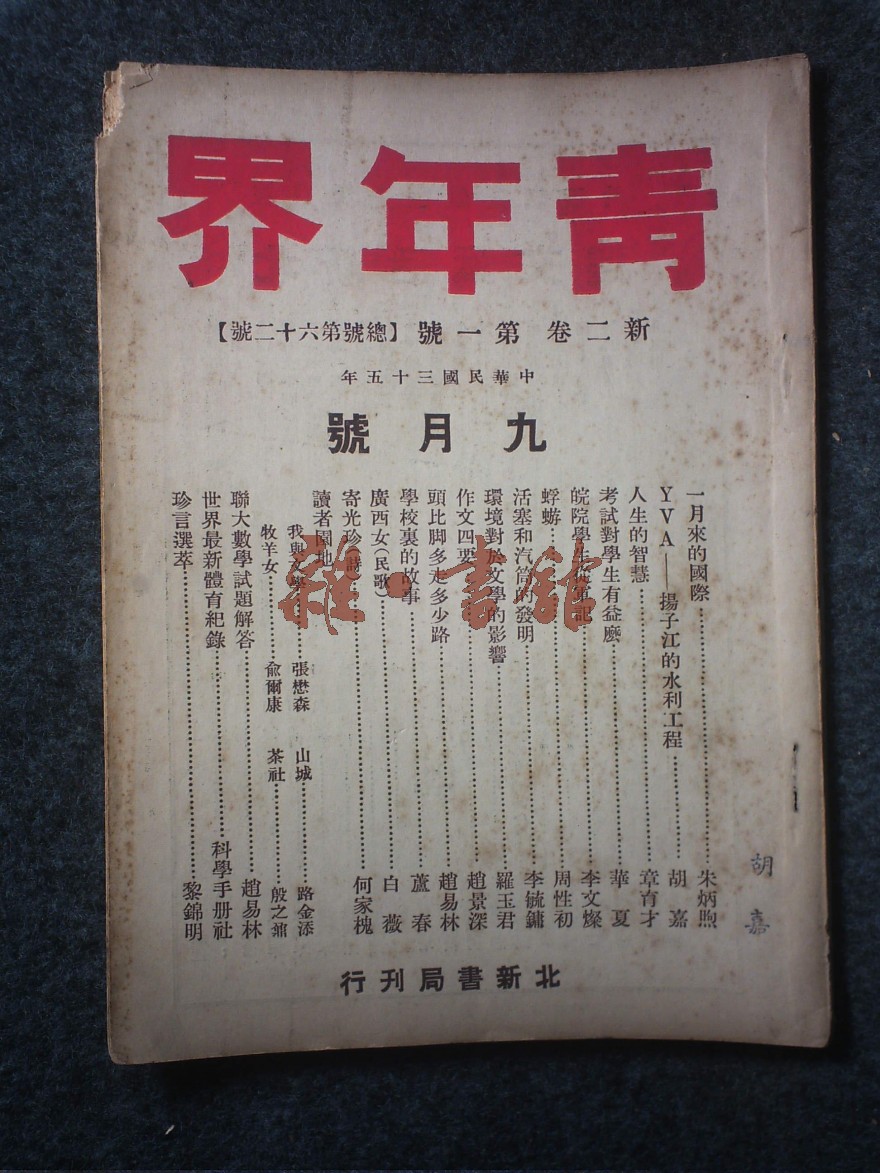 青年界
新二卷 第一號【總號第六十二號】
中華民國三十五年
九月號
一月來的國際……朱炳煦
YVA——揚子江的水利工程……胡嘉
人生的智慧……章育才
考試對學生有益麽……華夏
皖院學生從軍記……李文燦
蜉蝣……周性初
活塞和汽筒的發明……李毓鏞
環境對於文學的影響……羅玉君
作文四要……趙景深
頭比脚多走多少路……趙易林
學校裏的故事……蘆春
廣西女(民歌)……白薇
寄光珍(詩)……何家槐
讀者園地
我與文學……張懋森 山城……路金添
牧羊女……俞爾康 茶社……殷之鼐
聯大數學試題解答……趙易林
世界最新體育紀錄……科學手册社
珍言選萃……黎錦明
北新書局刊行
胡嘉
雜·書館